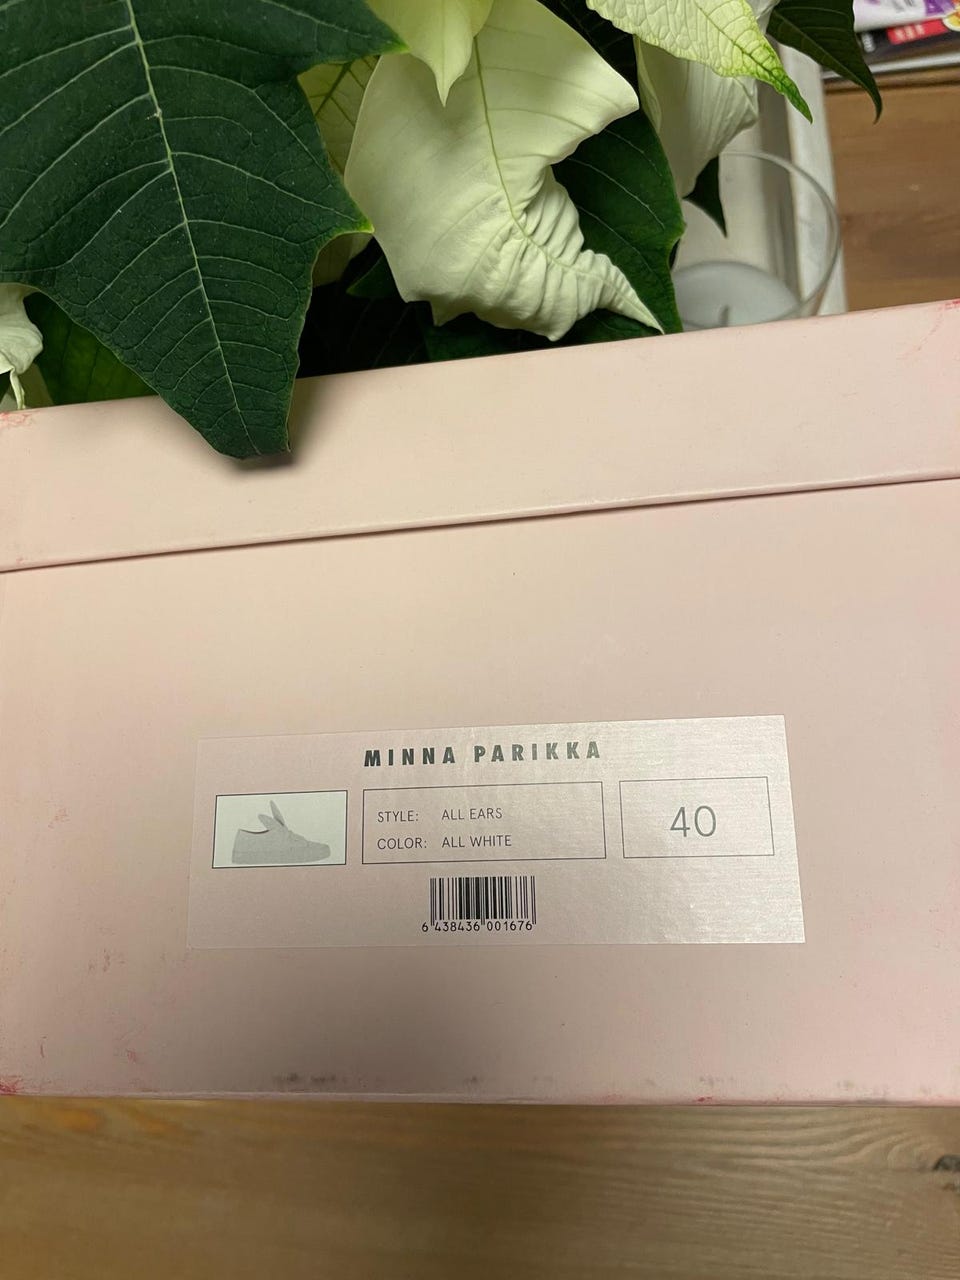 MINNA PARIKKA
STYLE: ALL EARS
COLOR: ALL WHITE
40
6 438436 001676